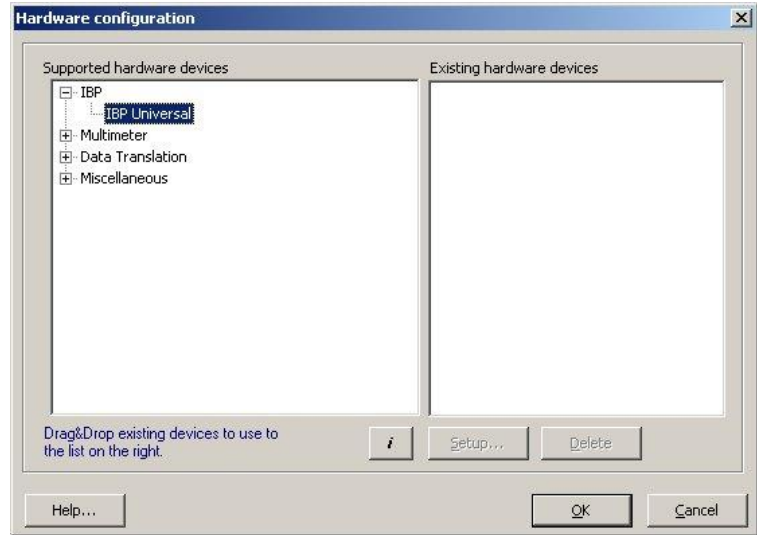 Hardware configuration
Supported hardware devices
Existing hardware devices
IBP
IBP Universal
Multimeter
Data Translation
Miscellaneous
Drag&Drop existing devices to use to
the list on the right.
i
Setup...
Delete
Help...
OK
Cancel